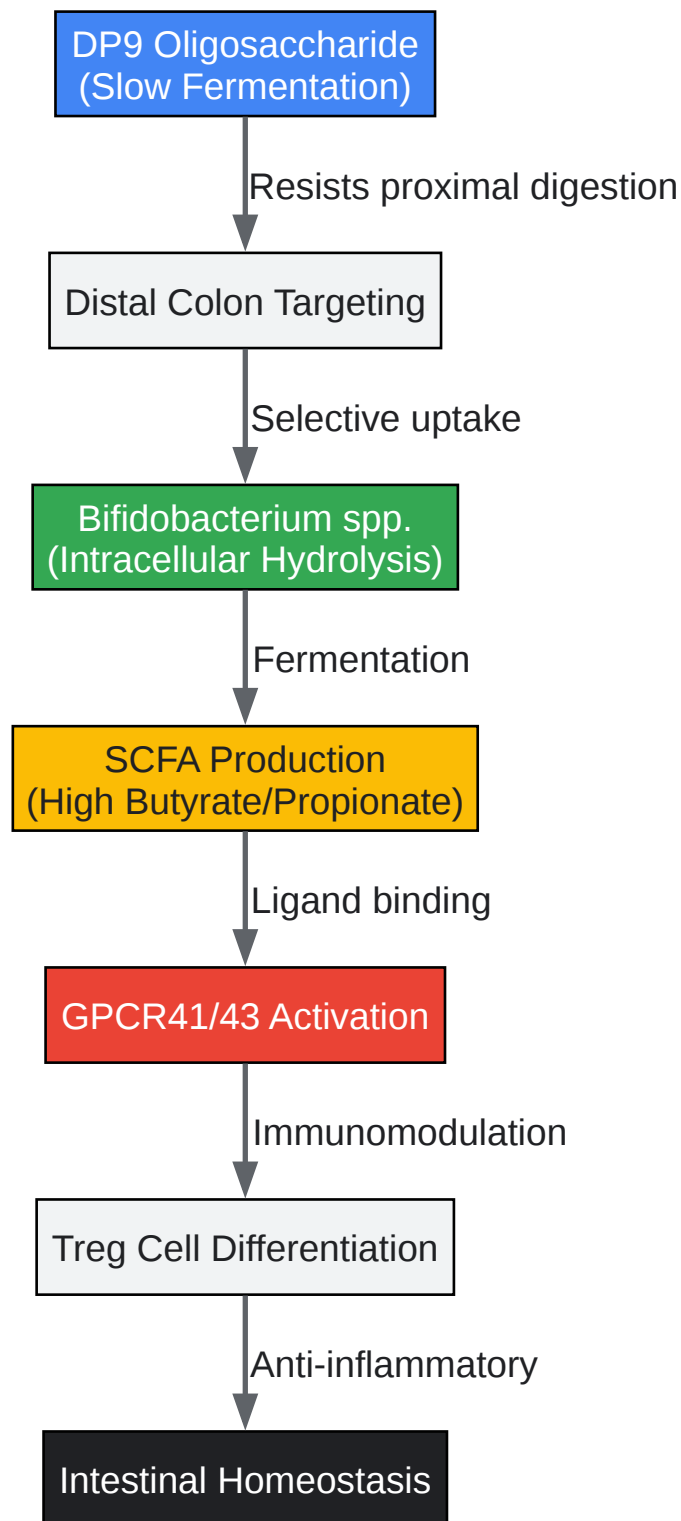 DP9 Oligosaccharide
(Slow Fermentation)
Resists proximal digestion
Distal Colon Targeting
Selective uptake
Bifidobacterium spp.
(Intracellular Hydrolysis)
Fermentation
SCFA Production
(High Butyrate/Propionate)
Ligand binding
GPCR41/43 Activation
Immunomodulation
Treg Cell Differentiation
Anti-inflammatory
Intestinal Homeostasis